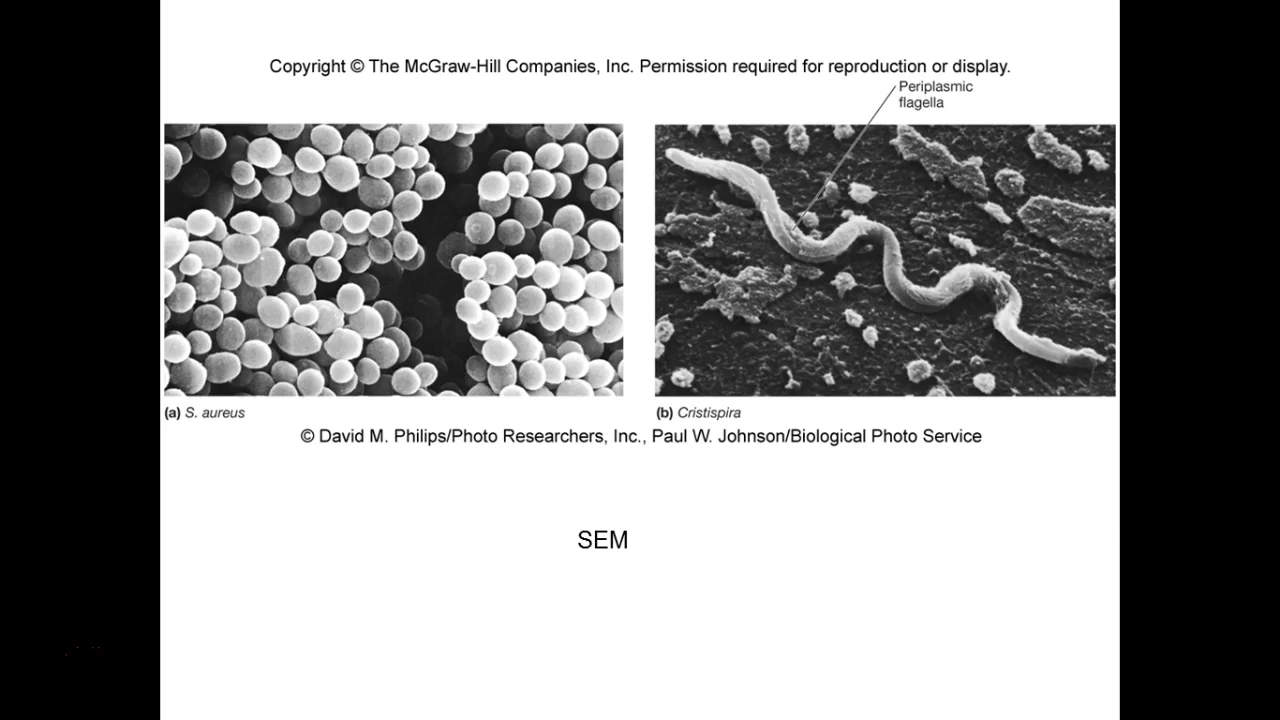 Copyright © The McGraw-Hill Companies, Inc. Permission required for reproduction or display.
Periplasmic
flagella
(a) S. aureus
(b) Cristispira
© David M. Philips/Photo Researchers, Inc., Paul W. Johnson/Biological Photo Service
SEM